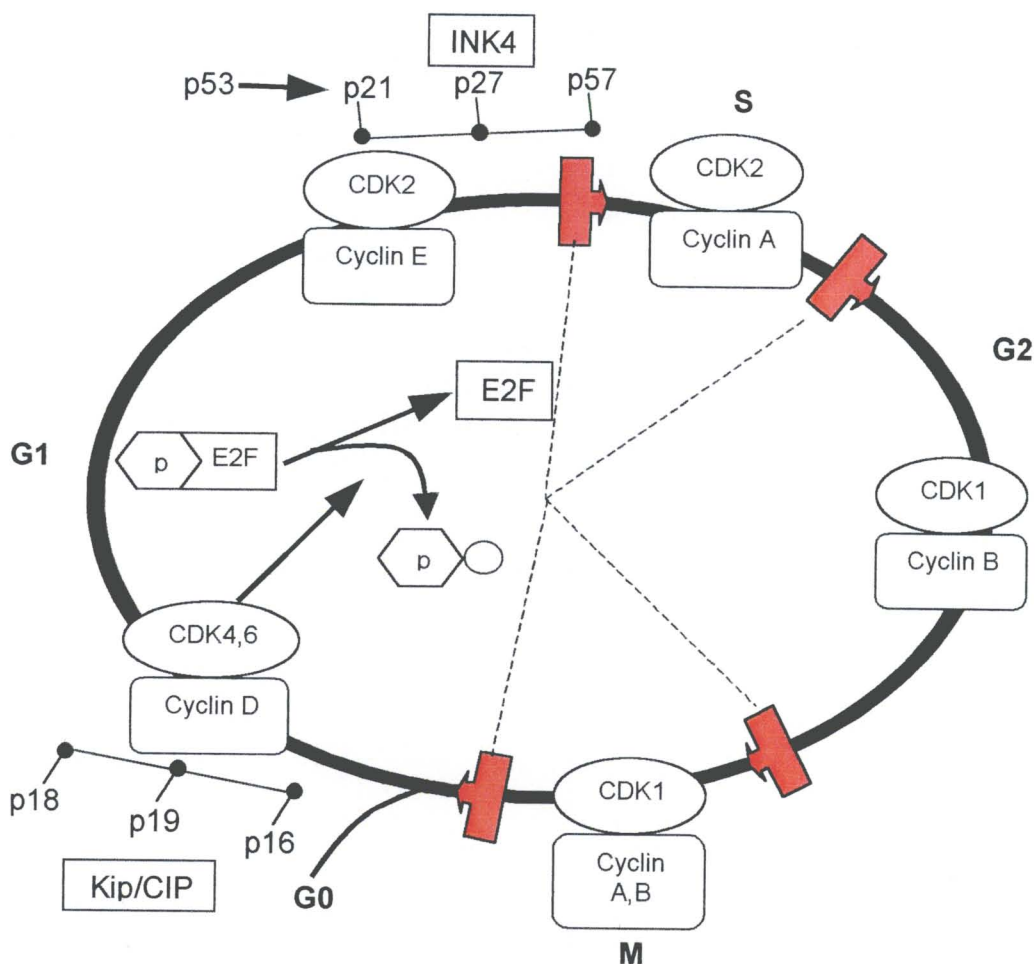 INK4
p53
p21
p27
p57
S
CDK2
CDK2
Cyclin E
Cyclin A
G2
E2F
G1
p
E2F
CDK1
p
Cyclin B
CDK4,6
Cyclin D
p18
p19
p16
CDK1
Kip/CIP
G0
Cyclin
A,B
M